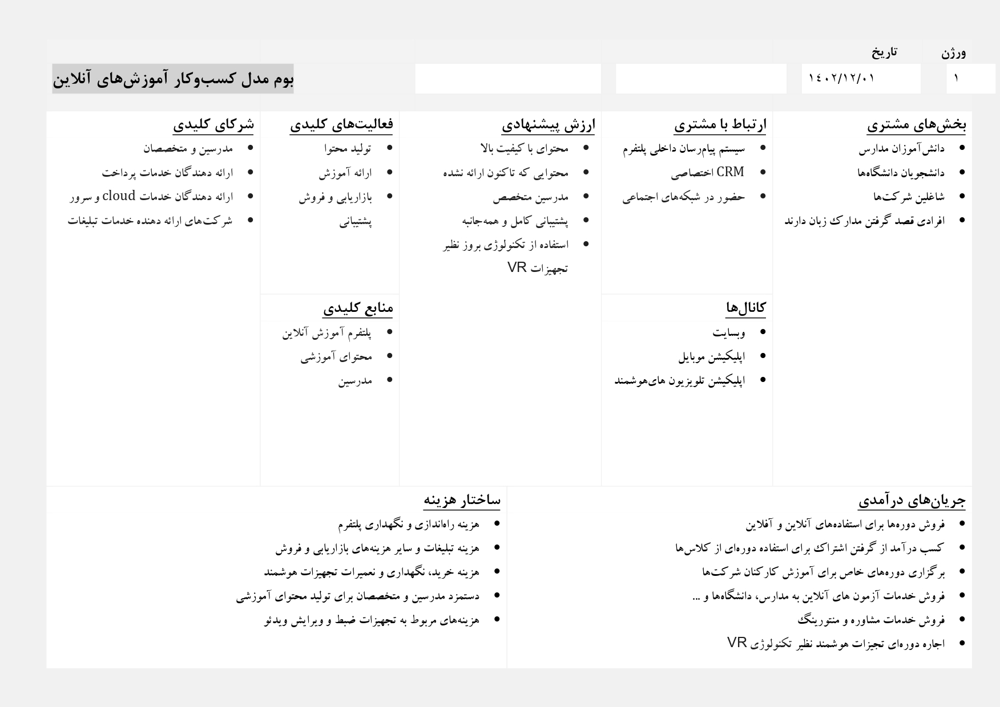 ورژن
تاریخ
۱
۱۴۰۲/۱۲/۰۱
بوم مدل کسب‌وکار آموزش‌های آنلاین
بخش‌های مشتری
• دانش‌آموزان مدارس
• دانشجویان دانشگاه‌ها
• شاغلین شرکت‌ها
• افرادی قصد گرفتن مدارک زبان دارند
ارتباط با مشتری
• سیستم پیام‌رسان داخلی پلتفرم
• CRM اختصاصی
• حضور در شبکه‌های اجتماعی
کانال‌ها
• وبسایت
• اپلیکیشن موبایل
• اپلیکیشن تلویزیون های‌هوشمند
ارزش پیشنهادی
• محتوای با کیفیت بالا
• محتوایی که تاکنون ارائه نشده
• مدرسین متخصص
• پشتیبانی کامل و همه‌جانبه
• استفاده از تکنولوژی بروز نظیر
تجهیزات VR
فعالیت‌های کلیدی
• تولید محتوا
• ارائه آموزش
• بازاریابی و فروش
پشتیبانی
منابع کلیدی
• پلتفرم آموزش آنلاین
• محتوای آموزشی
• مدرسین
شرکای کلیدی
• مدرسین و متخصصان
• ارائه دهندگان خدمات پرداخت
• ارائه دهندگان خدمات cloud و سرور
• شرکت‌های ارائه دهنده خدمات تبلیغات
جریان‌های درآمدی
• فروش دوره‌ها برای استفاده‌های آنلاین و آفلاین
• کسب درآمد از گرفتن اشتراک برای استفاده دوره‌ای از کلاس‌ها
• برگزاری دوره‌های خاص برای آموزش کارکنان شرکت‌ها
• فروش خدمات آزمون های آنلاین به مدارس، دانشگاه‌ها و ...
• فروش خدمات مشاوره و منتورینگ
• اجاره دوره‌ای تجیزات هوشمند نظیر تکنولوژی VR
ساختار هزینه
• هزینه راه‌اندازی و نگهداری پلتفرم
• هزینه تبلیغات و سایر هزینه‌های بازاریابی و فروش
• هزینه خرید، نگهداری و نعمیرات تجهیزات هوشمند
• دستمزد مدرسین و متخصصان برای تولید محتوای آموزشی
• هزینه‌های مربوط به تجهیزات ضبط و ویرایش ویدئو